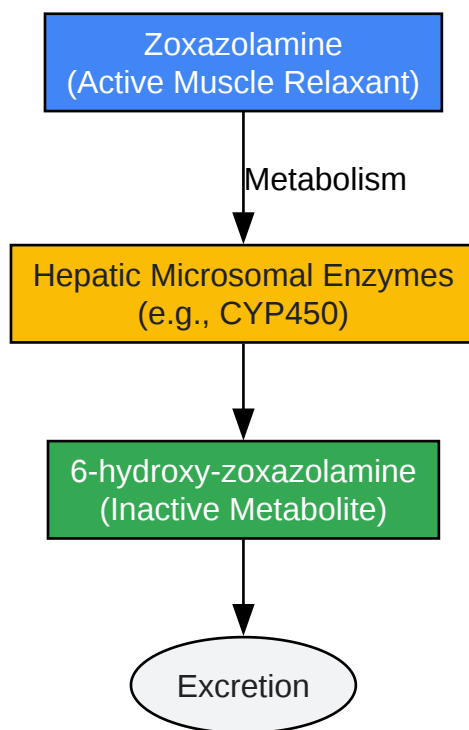 Zoxazolamine
(Active Muscle Relaxant)
Metabolism
Hepatic Microsomal Enzymes
(e.g., CYP450)
6-hydroxy-zoxazolamine
(Inactive Metabolite)
Excretion